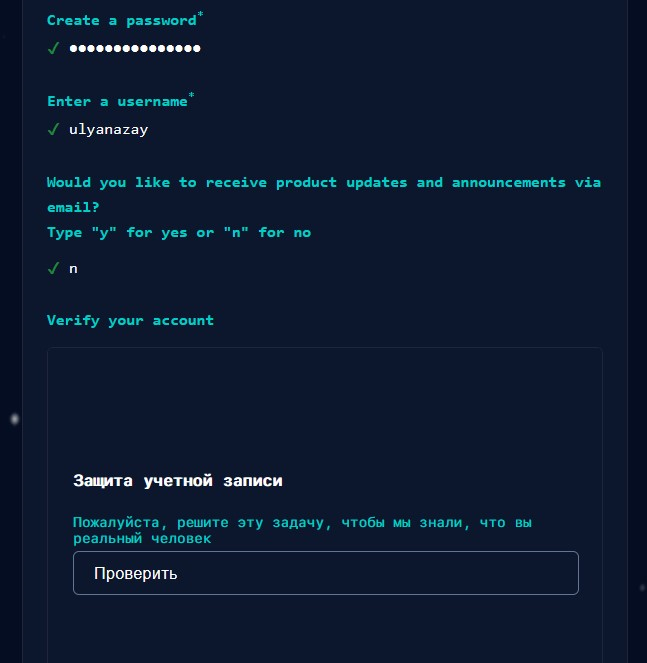 Create a password*
✓ ●●●●●●●●●●●●●●●
Enter a username*
✓ ulyanazay
Would you like to receive product updates and announcements via
email?
Type "y" for yes or "n" for no
✓ n
Verify your account
Защита учетной записи
Пожалуйста, решите эту задачу, чтобы мы знали, что вы
реальный человек
Проверить